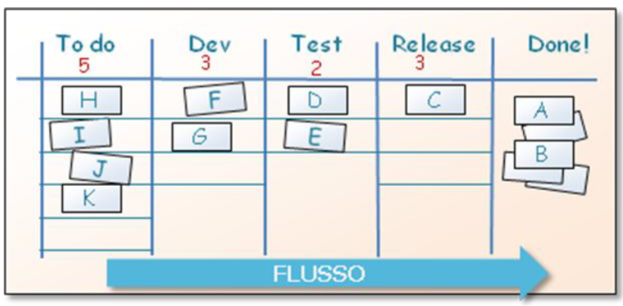 To do Dev Test Release Done!
5 3 2 3
H F D C A
I G E
J B
K
FLUSSO